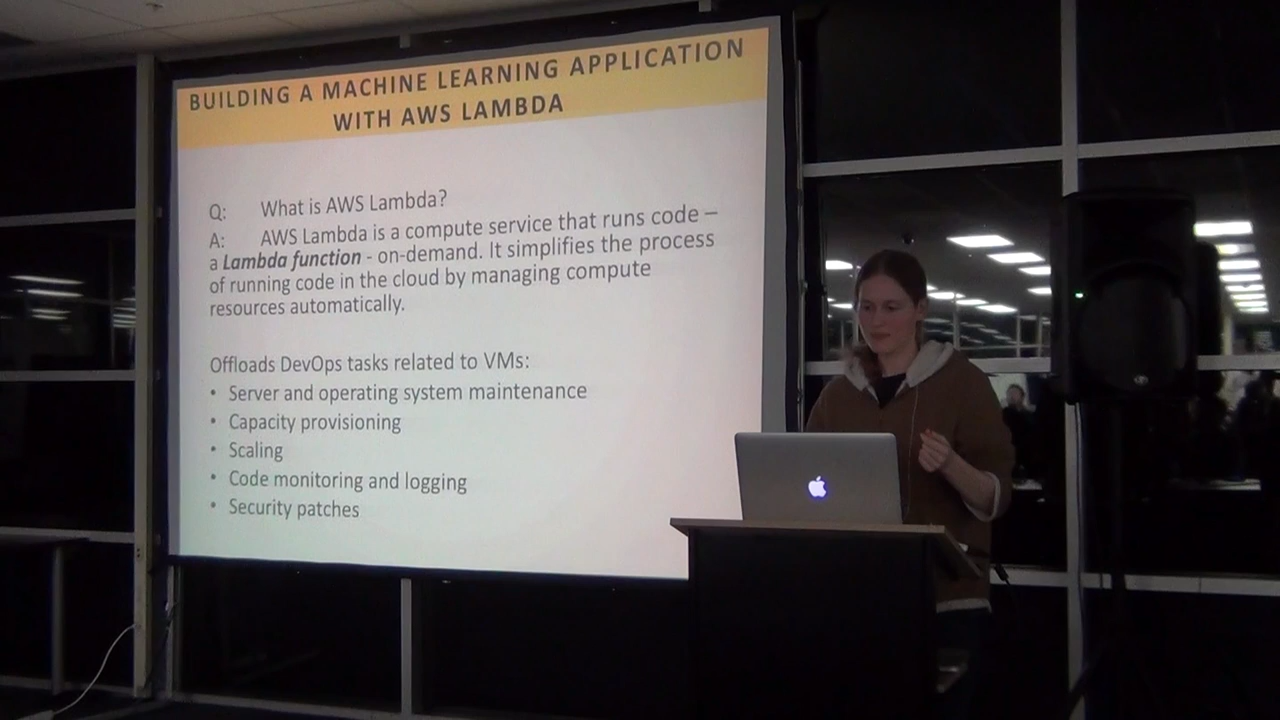 BUILDING A MACHINE LEARNING APPLICATION
WITH AWS LAMBDA
Q: What is AWS Lambda?
A: AWS Lambda is a compute service that runs code –
a Lambda function - on-demand. It simplifies the process
of running code in the cloud by managing compute
resources automatically.
Offloads DevOps tasks related to VMs:
• Server and operating system maintenance
• Capacity provisioning
• Scaling
• Code monitoring and logging
• Security patches